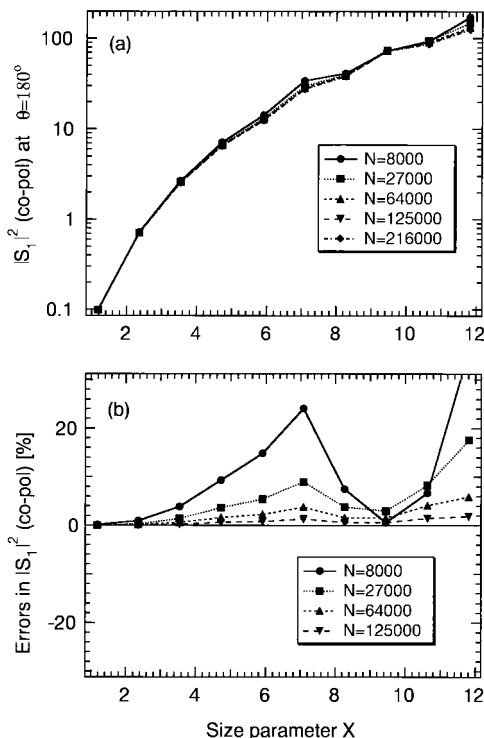 (a)
|S₁|² (co-pol) at θ=180°
100
10
1
0.1
N=8000
N=27000
N=64000
N=125000
N=216000
2 4 6 8 10 12
(b)
Errors in |S₁|² (co-pol) [%]
20
0
-20
N=8000
N=27000
N=64000
N=125000
2 4 6 8 10 12
Size parameter X